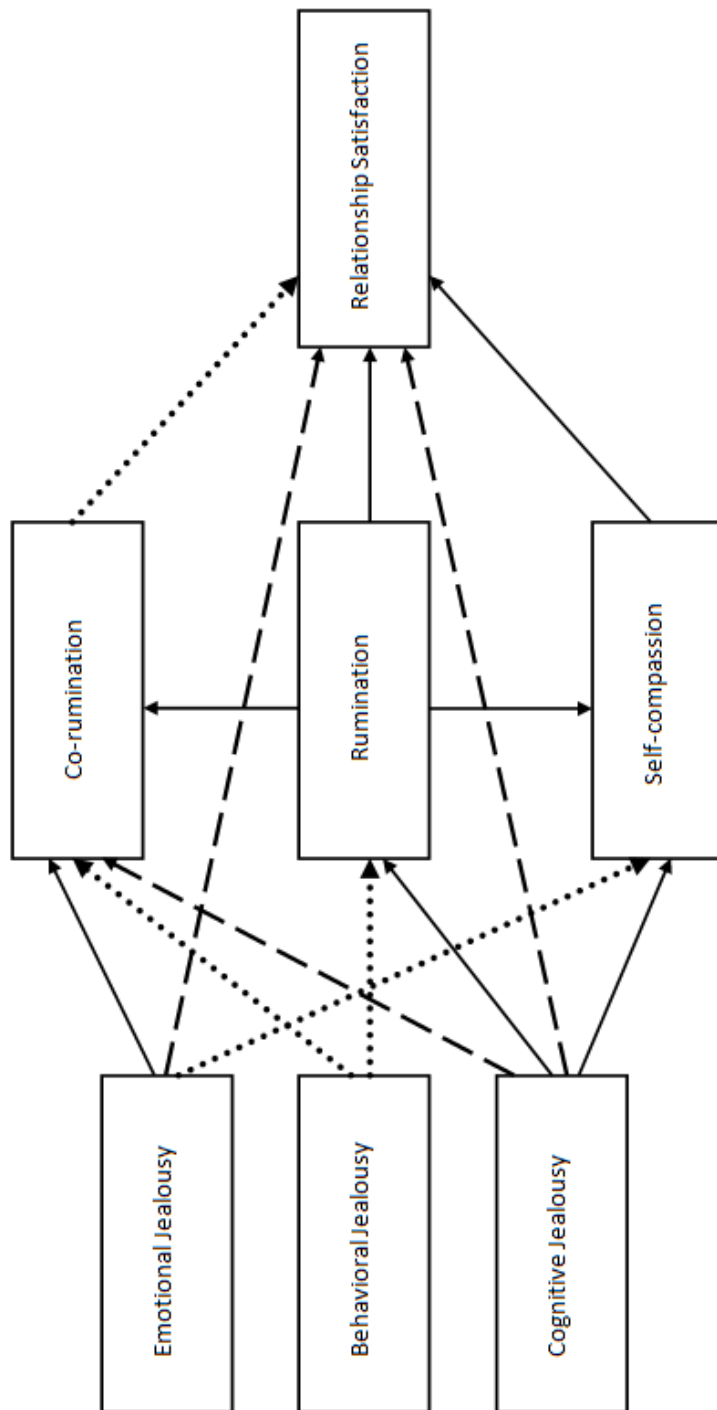 Emotional Jealousy
Behavioral Jealousy
Cognitive Jealousy
Co-rumination
Rumination
Self-compassion
Relationship Satisfaction